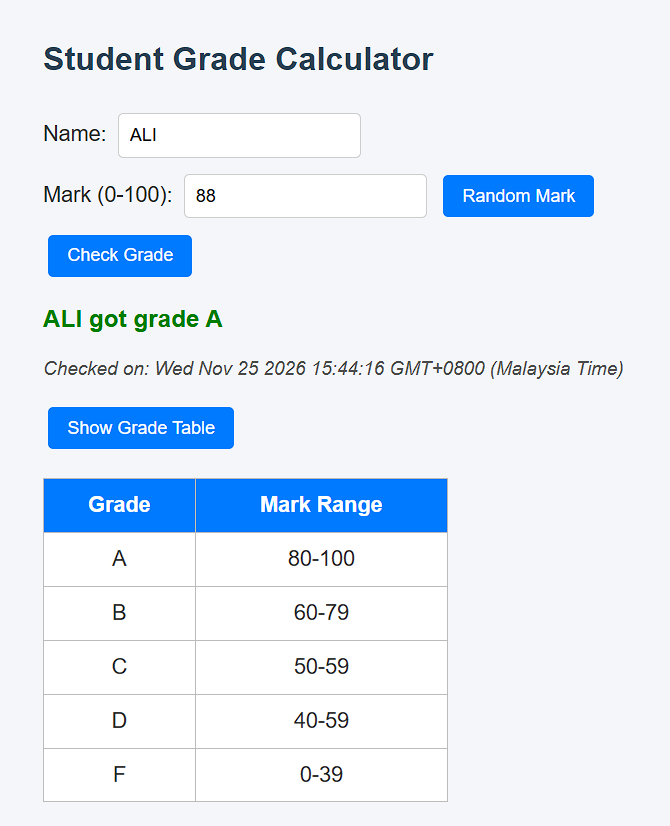 Student Grade Calculator
Name: ALI
Mark (0-100): 88 Random Mark
Check Grade
ALI got grade A
Checked on: Wed Nov 25 2026 15:44:16 GMT+0800 (Malaysia Time)
Show Grade Table
Grade Mark Range
A 80-100
B 60-79
C 50-59
D 40-59
F 0-39